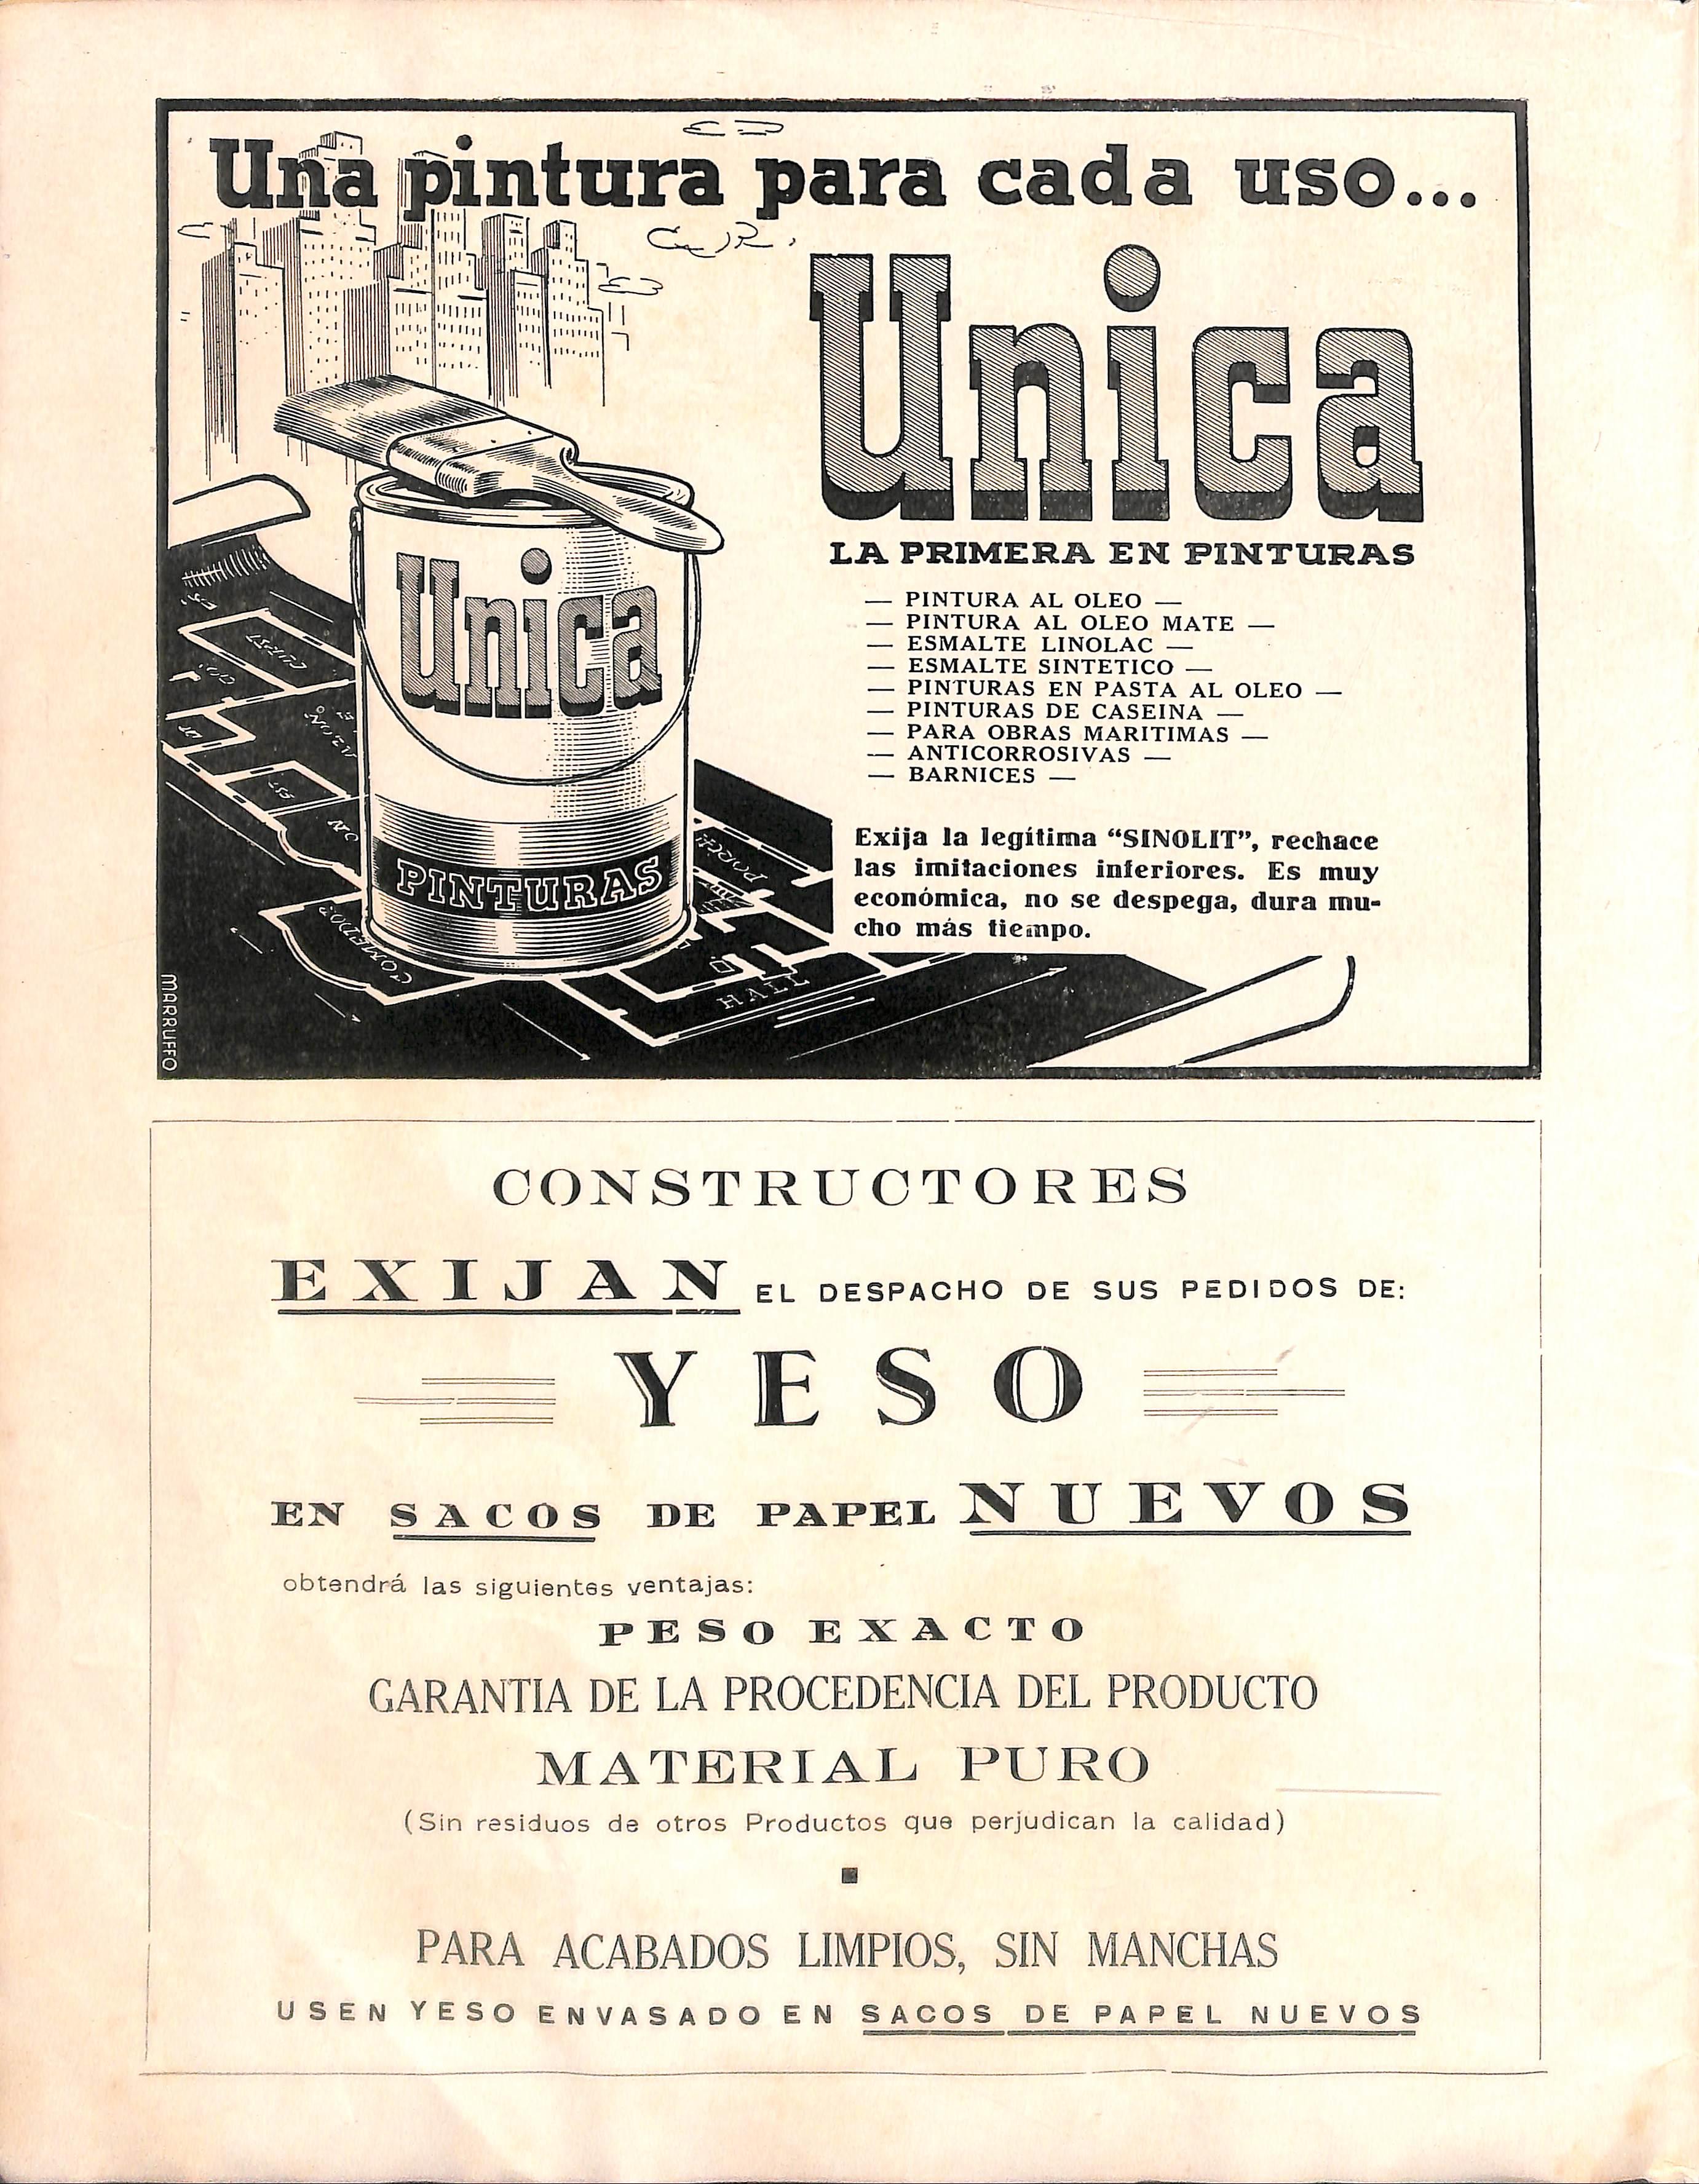 Una pintura para cada uso...
Unica
LA PRIMERA EN PINTURAS
— PINTURA AL OLEO —
— PINTURA AL OLEO MATE —
— ESMALTE LINOLAC —
— ESMALTE SINTETICO —
— PINTURAS EN PASTA AL OLEO —
— PINTURAS DE CASEINA —
— PARA OBRAS MARITIMAS —
— ANTICORROSIVAS —
— BARNICES —
Exija la legítima “SINOLIT”, rechace
las imitaciones inferiores. Es muy
económica, no se despega, dura mu-
cho más tiempo.
Unica
PINTURAS
PORCH
COMEDOR
HALL
MARRUFFO
CONSTRUCTORES
EXIJAN EL DESPACHO DE SUS PEDIDOS DE:
YESO
EN SACOS DE PAPEL NUEVOS
obtendrá las siguientes ventajas:
PESO EXACTO
GARANTIA DE LA PROCEDENCIA DEL PRODUCTO
MATERIAL PURO
(Sin residuos de otros Productos que perjudican la calidad)
PARA ACABADOS LIMPIOS, SIN MANCHAS
USEN YESO ENVASADO EN SACOS DE PAPEL NUEVOS